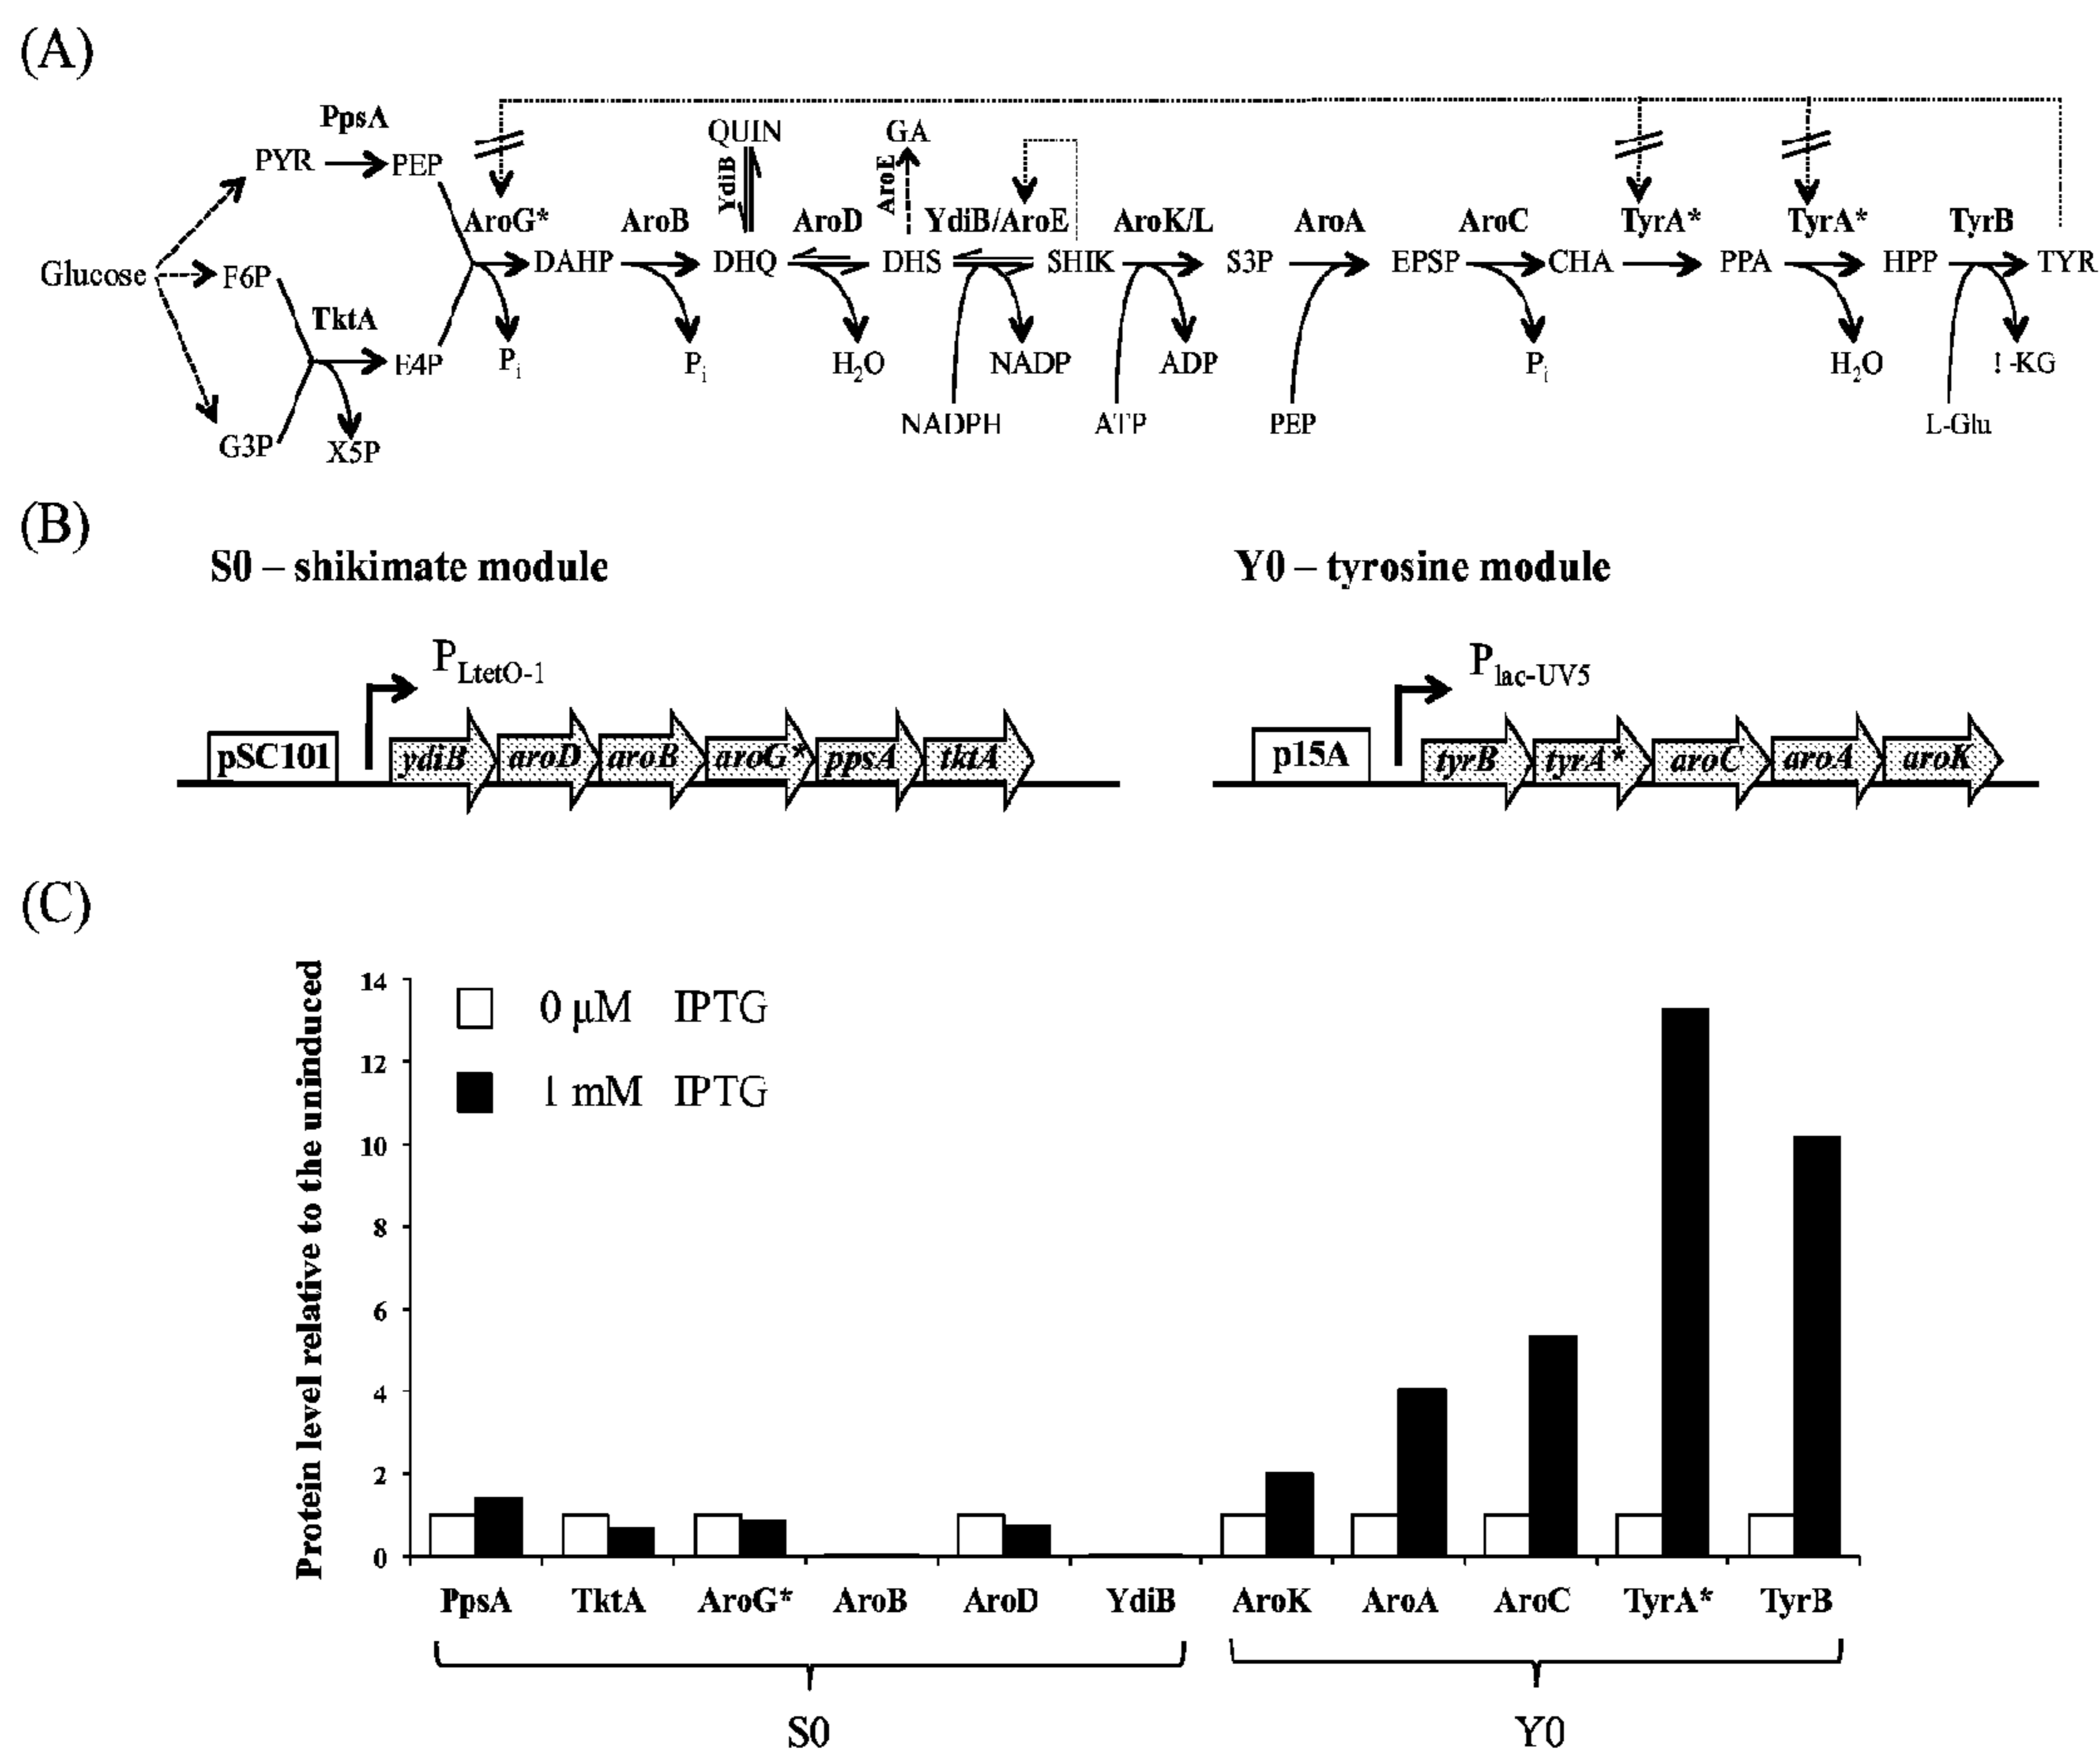 (A)
PpsA
PYR PEP
Glucose F6P
TktA
E4P
G3P X5P
QUIN GA
YdiB AroE
AroG* AroB AroD YdiB/AroE AroK/L AroA AroC TyrA* TyrA* TyrB
DAHP DHQ DHS SHIK S3P EPSP CHA PPA HPP TYR
Pi Pi H2O NADP ADP Pi H2O !-KG
NADPH ATP PEP L-Glu
(B)
S0 – shikimate module
PLtetO-1
pSC101 ydiB aroD aroB aroG* ppsA tktA
Y0 – tyrosine module
Plac-UV5
p15A tyrB tyrA* aroC aroA aroK
(C)
Protein level relative to the uninduced
14
12
10
8
6
4
2
0
0 µM IPTG
1 mM IPTG
PpsA TktA AroG* AroB AroD YdiB AroK AroA AroC TyrA* TyrB
S0 Y0